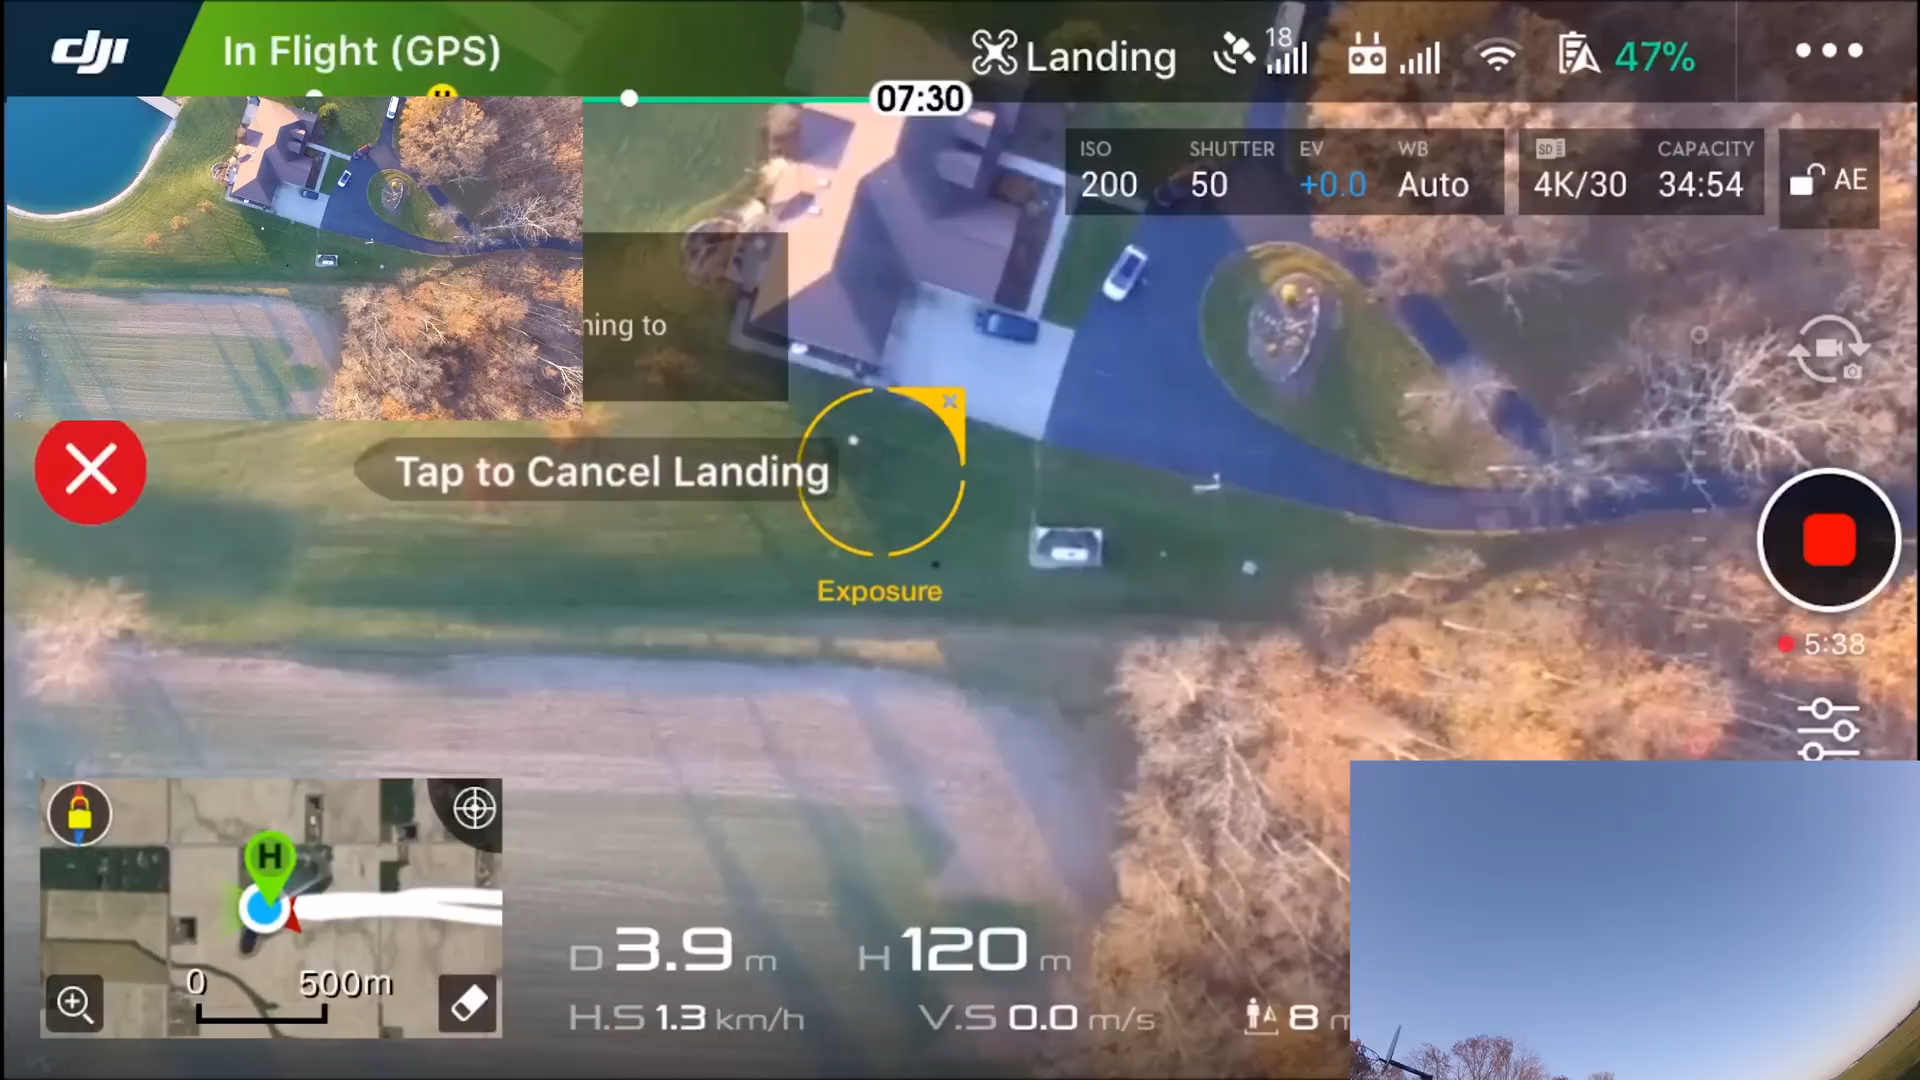 dji In Flight (GPS) Landing 18 47%
H 07:30
ISO SHUTTER EV WB SD CAPACITY
200 50 +0.0 Auto 4K/30 34:54 AE
ning to
Tap to Cancel Landing
Exposure
5:38
H
0 500m
D 3.9 m H 120 m
H.S 1.3 km/h V.S 0.0 m/s 8 m